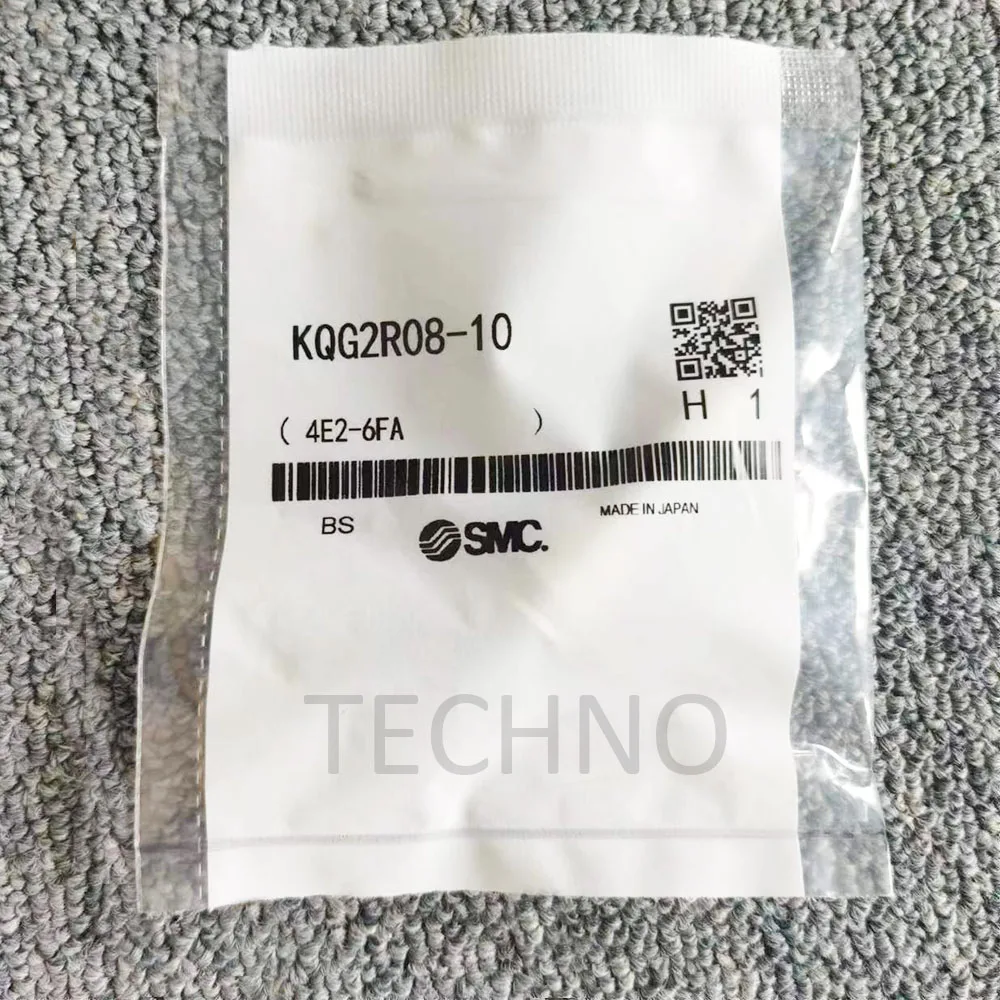 KQG2R08-10
H 1
( 4E2-6FA )
BS
SMC.
MADE IN JAPAN
TECHNO